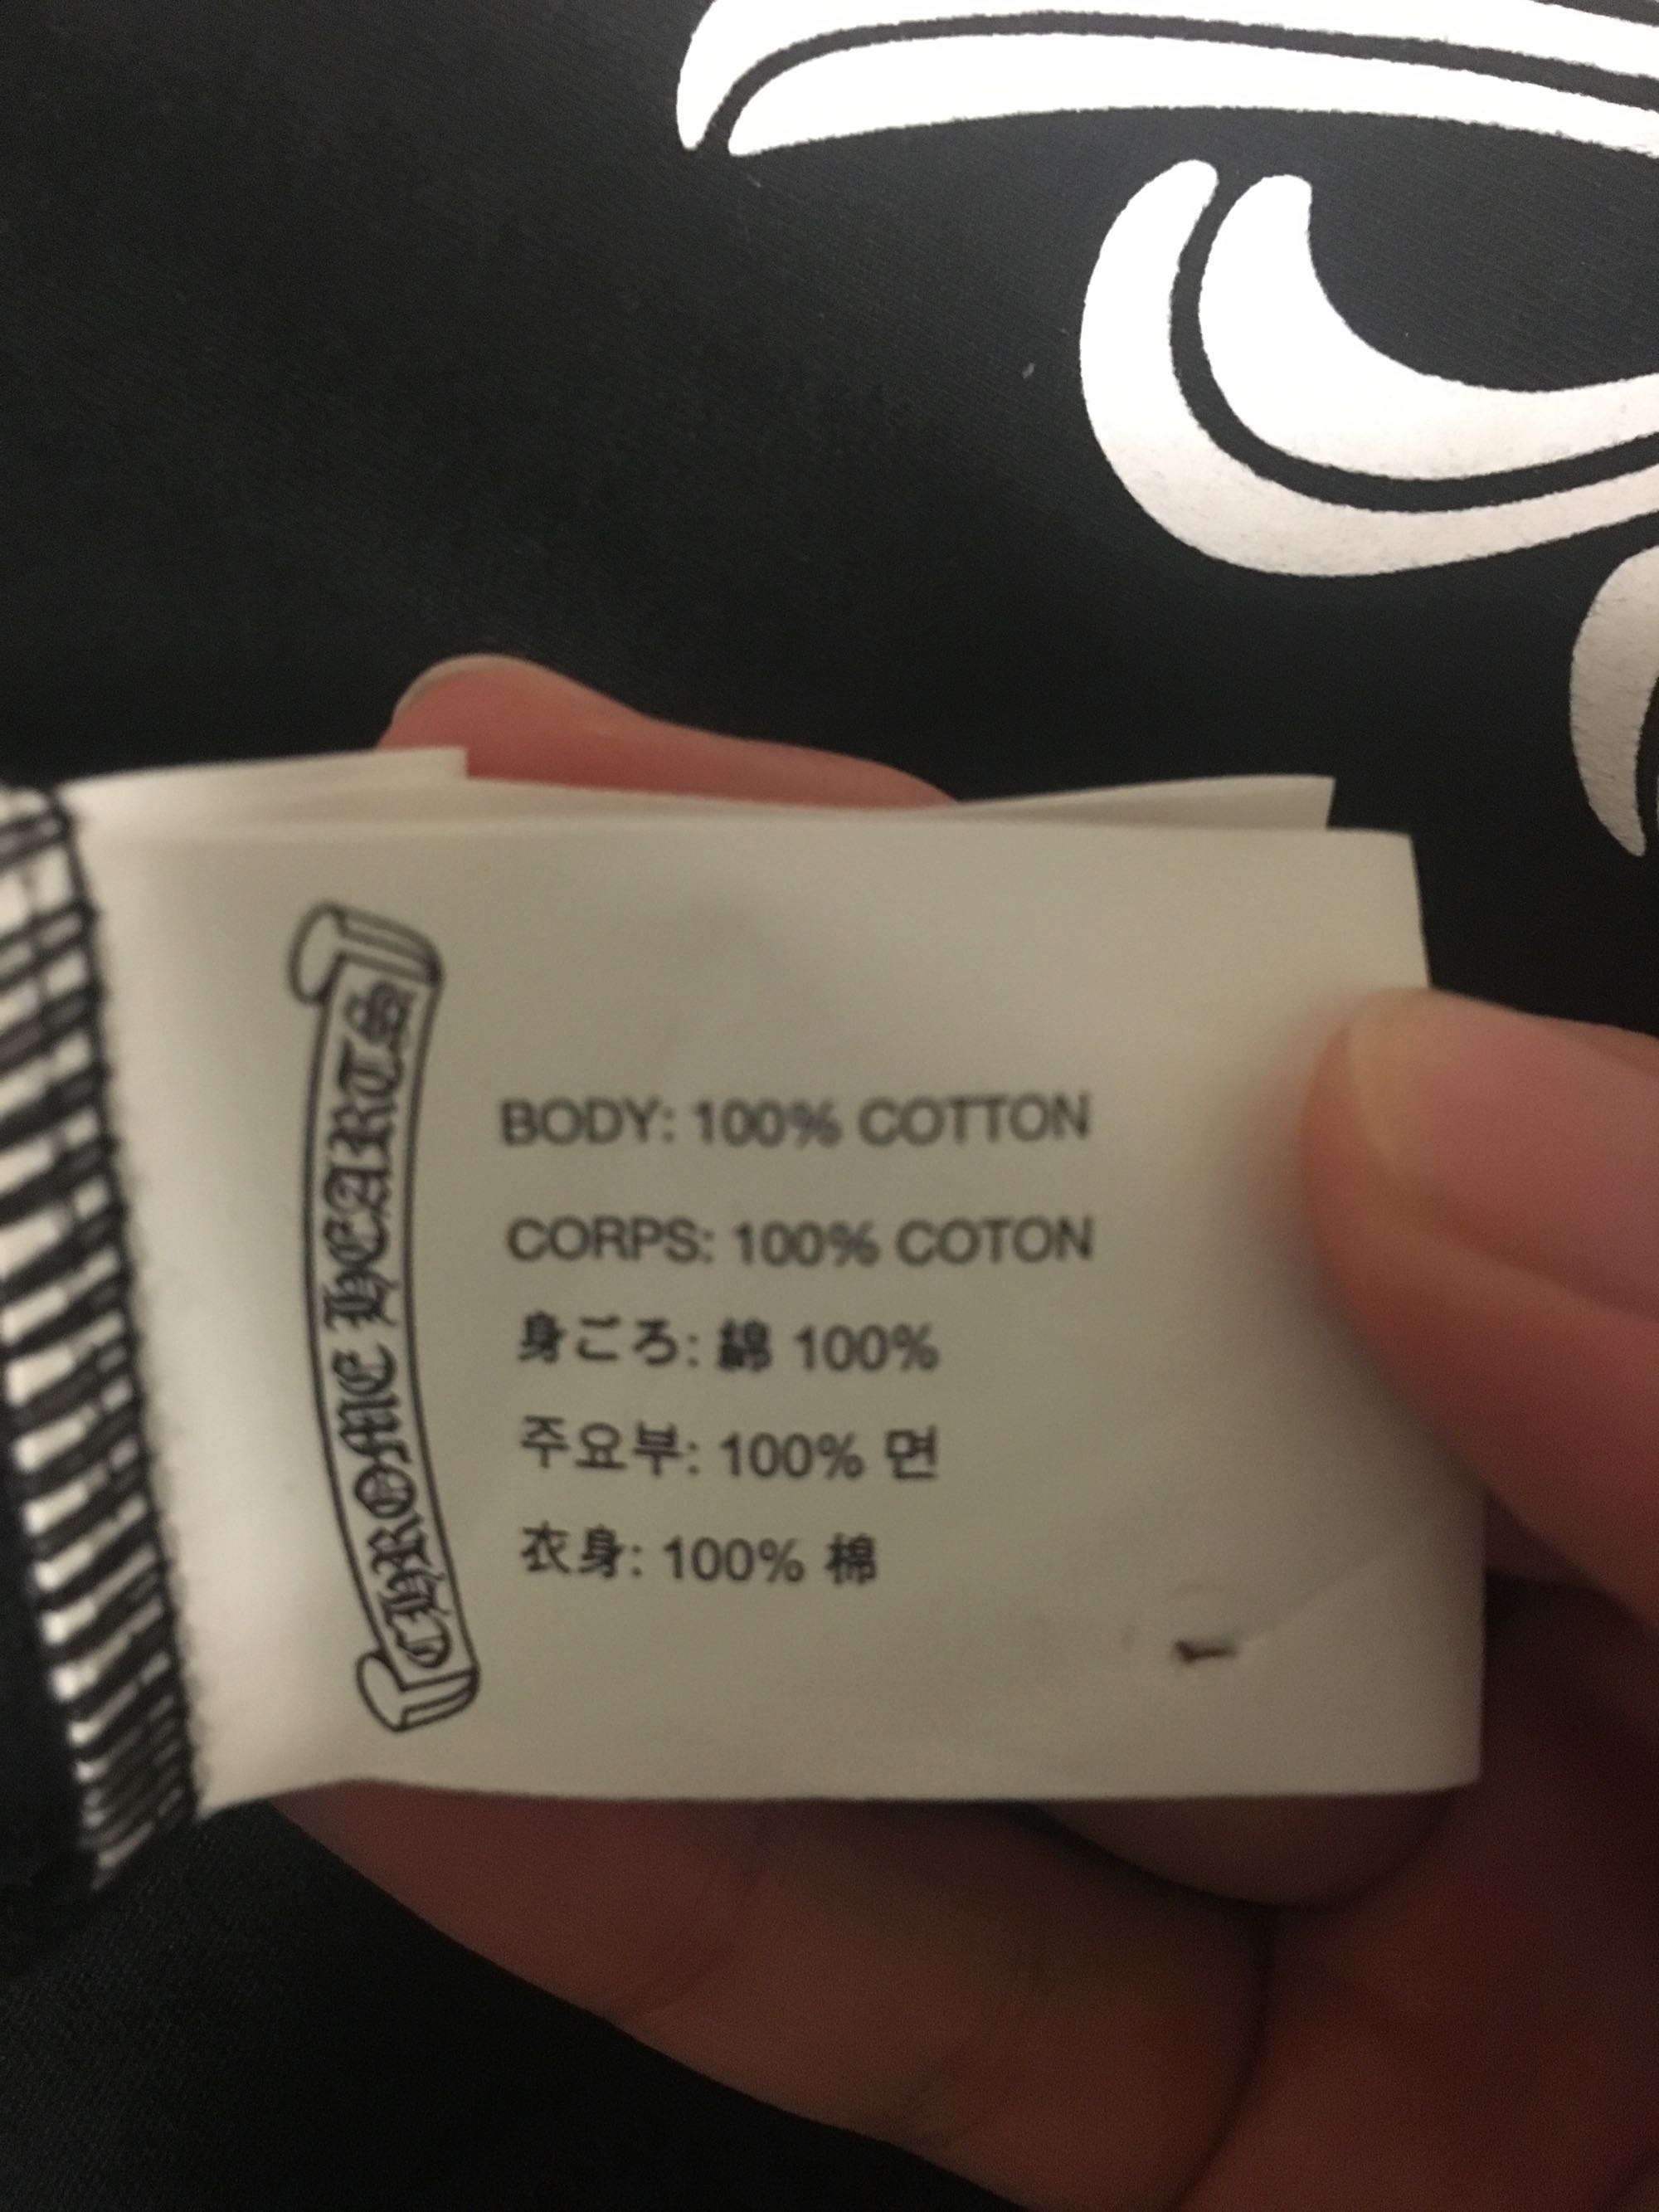 CHROME HEARTS
BODY: 100% COTTON
CORPS: 100% COTON
身ごろ: 綿 100%
주요부: 100% 면
衣身: 100% 棉